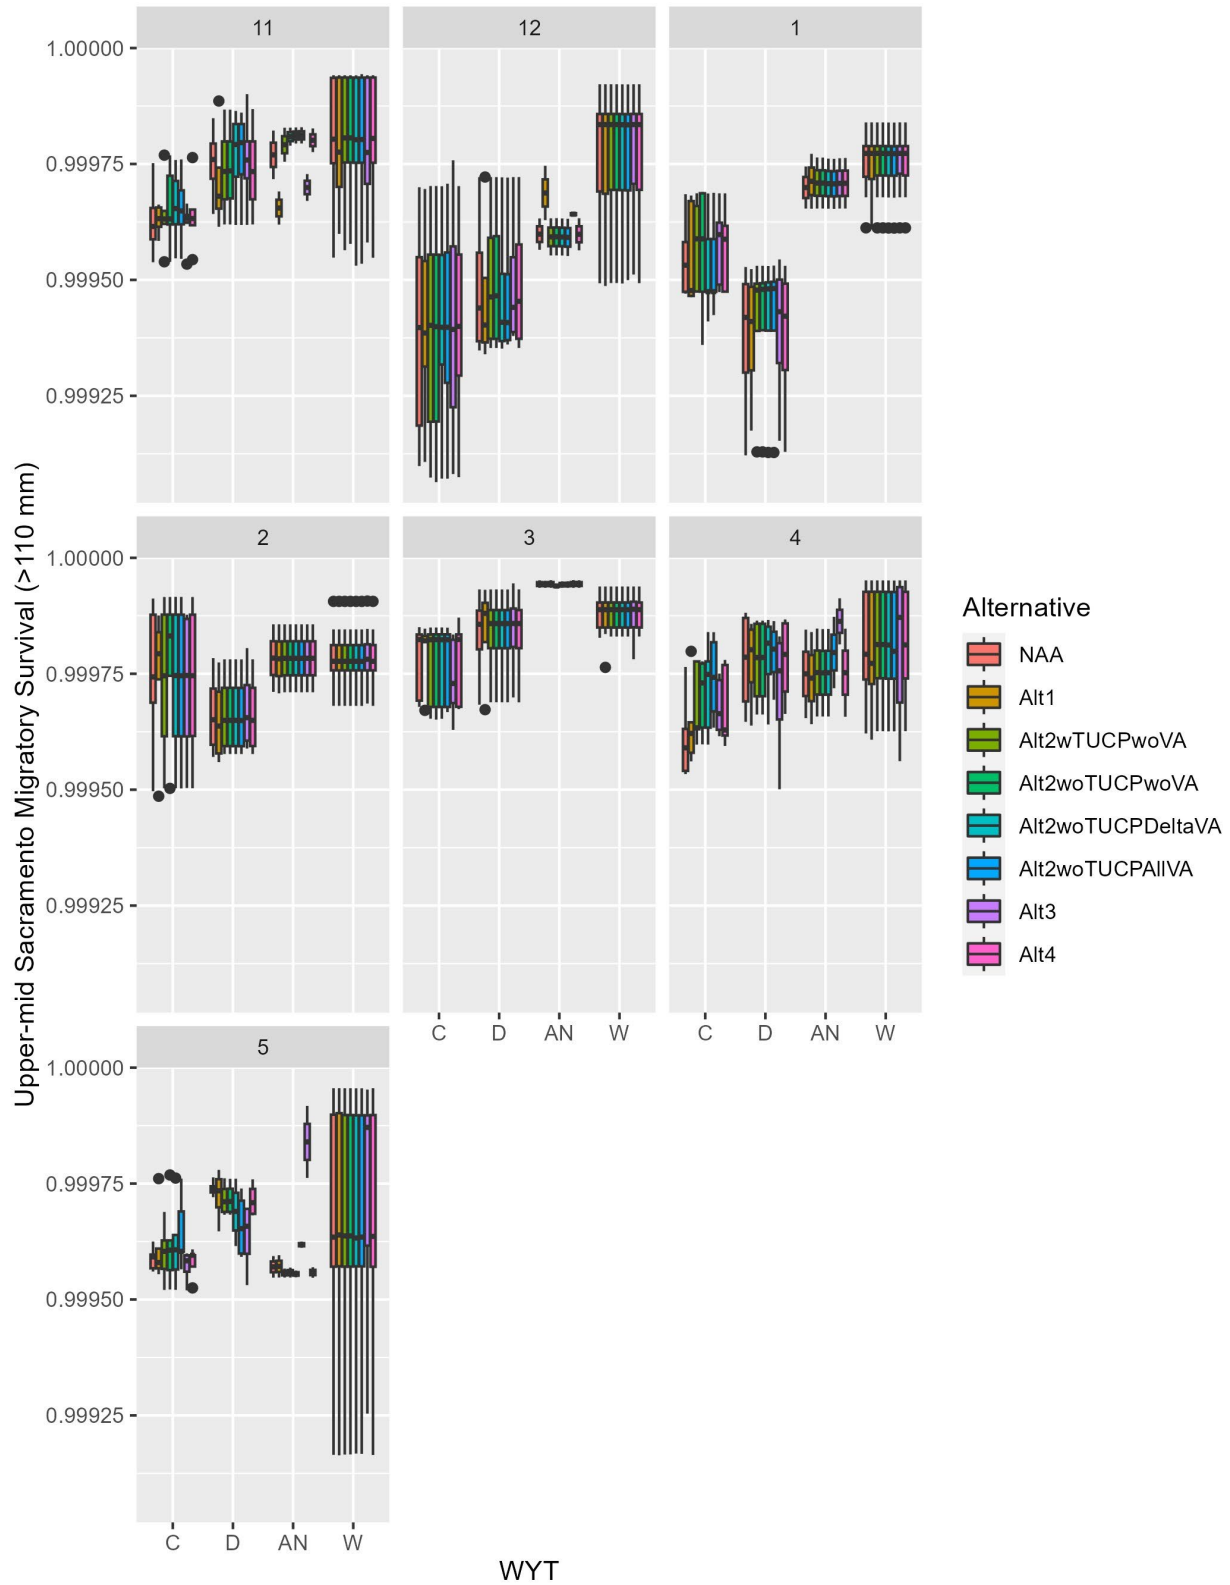 11
12
1
1.00000
0.99975
0.99950
0.99925
2
3
4
1.00000
0.99975
0.99950
0.99925
C D AN W
C D AN W
5
1.00000
0.99975
0.99950
0.99925
C D AN W
WYT
Upper-mid Sacramento Migratory Survival (>110 mm)
Alternative
NAA
Alt1
Alt2wTUCPwoVA
Alt2woTUCPwoVA
Alt2woTUCPDeltaVA
Alt2woTUCPAllVA
Alt3
Alt4